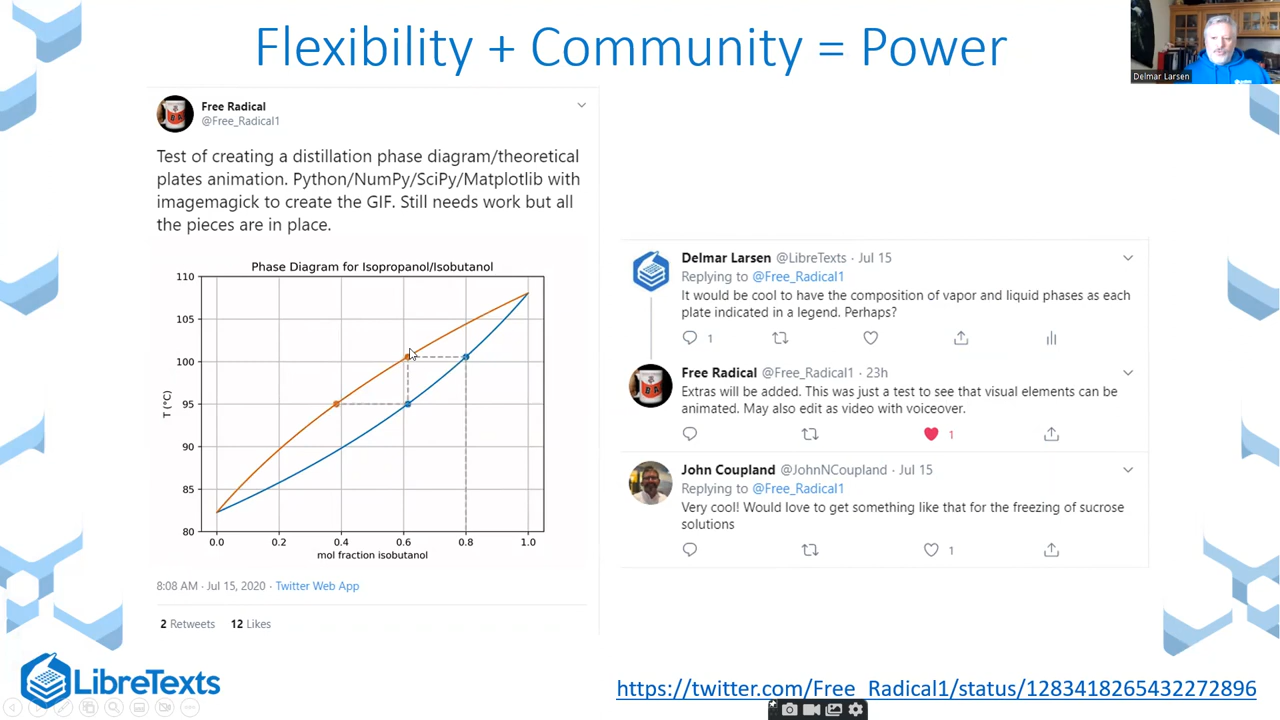 Flexibility + Community = Power
Delmar Larsen
Free Radical
@Free_Radical1
Test of creating a distillation phase diagram/theoretical
plates animation. Python/NumPy/SciPy/Matplotlib with
imagemagick to create the GIF. Still needs work but all
the pieces are in place.
Phase Diagram for Isopropanol/Isobutanol
110
105
100
95
90
85
80
T (°C)
0.0 0.2 0.4 0.6 0.8 1.0
mol fraction isobutanol
8:08 AM · Jul 15, 2020 · Twitter Web App
2 Retweets 12 Likes
Delmar Larsen @LibreTexts · Jul 15
Replying to @Free_Radical1
It would be cool to have the composition of vapor and liquid phases as each
plate indicated in a legend. Perhaps?
1
Free Radical @Free_Radical1 · 23h
Extras will be added. This was just a test to see that visual elements can be
animated. May also edit as video with voiceover.
1
John Coupland @JohnNCoupland · Jul 15
Replying to @Free_Radical1
Very cool! Would love to get something like that for the freezing of sucrose
solutions
1
LibreTexts
https://twitter.com/Free_Radical1/status/1283418265432272896